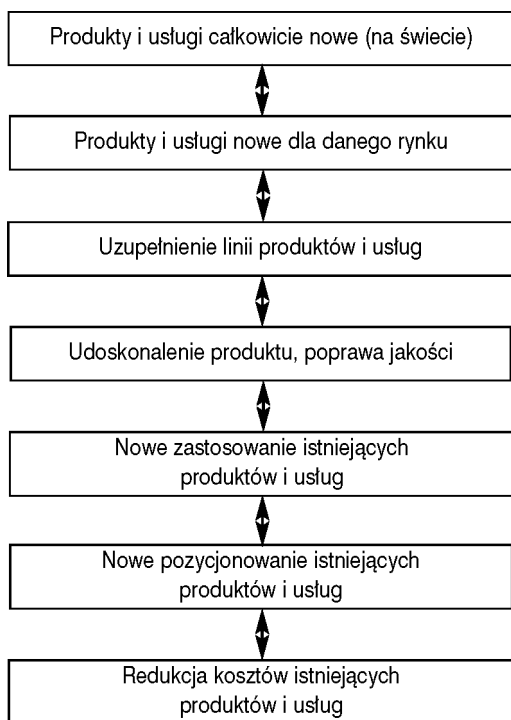 Produkty i usługi całkowicie nowe (na świecie)
Produkty i usługi nowe dla danego rynku
Uzupełnienie linii produktów i usług
Udoskonalenie produktu, poprawa jakości
Nowe zastosowanie istniejących
produktów i usług
Nowe pozycjonowanie istniejących
produktów i usług
Redukcja kosztów istniejących
produktów i usług